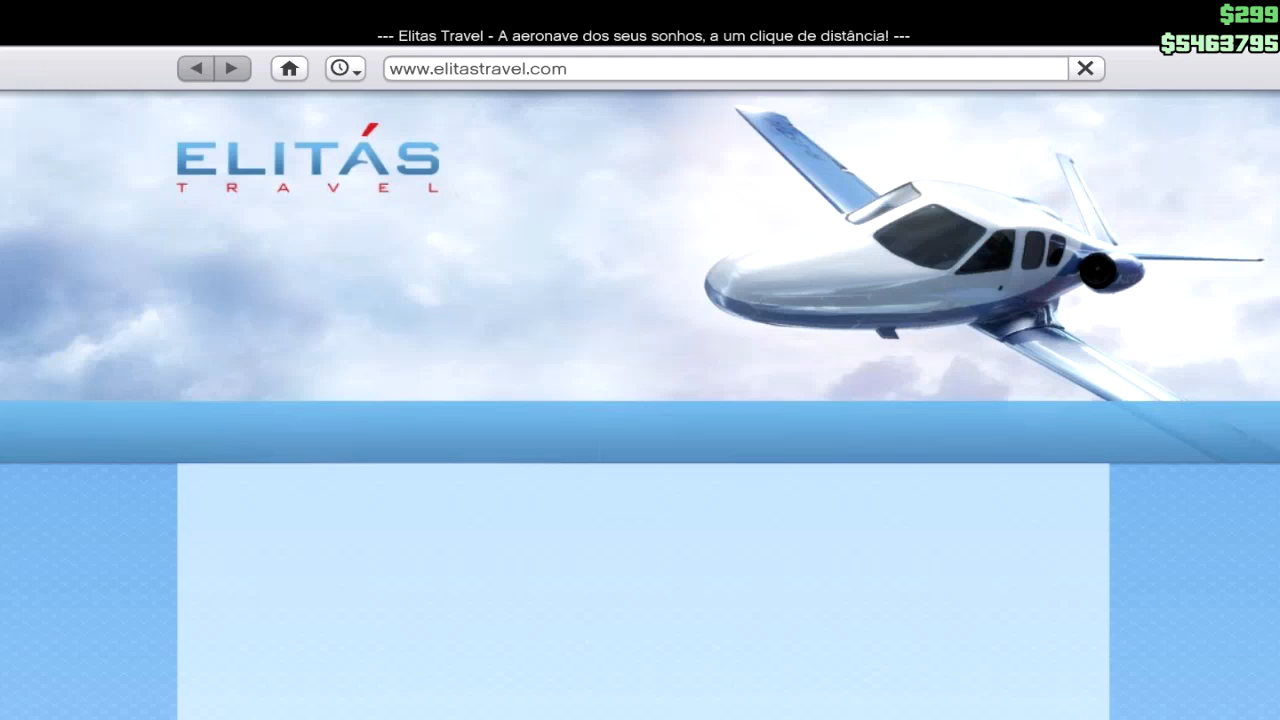 $299
--- Elitas Travel - A aeronave dos seus sonhos, a um clique de distância! ---
$5463795
www.elitastravel.com
ELITÁS
TRAVEL